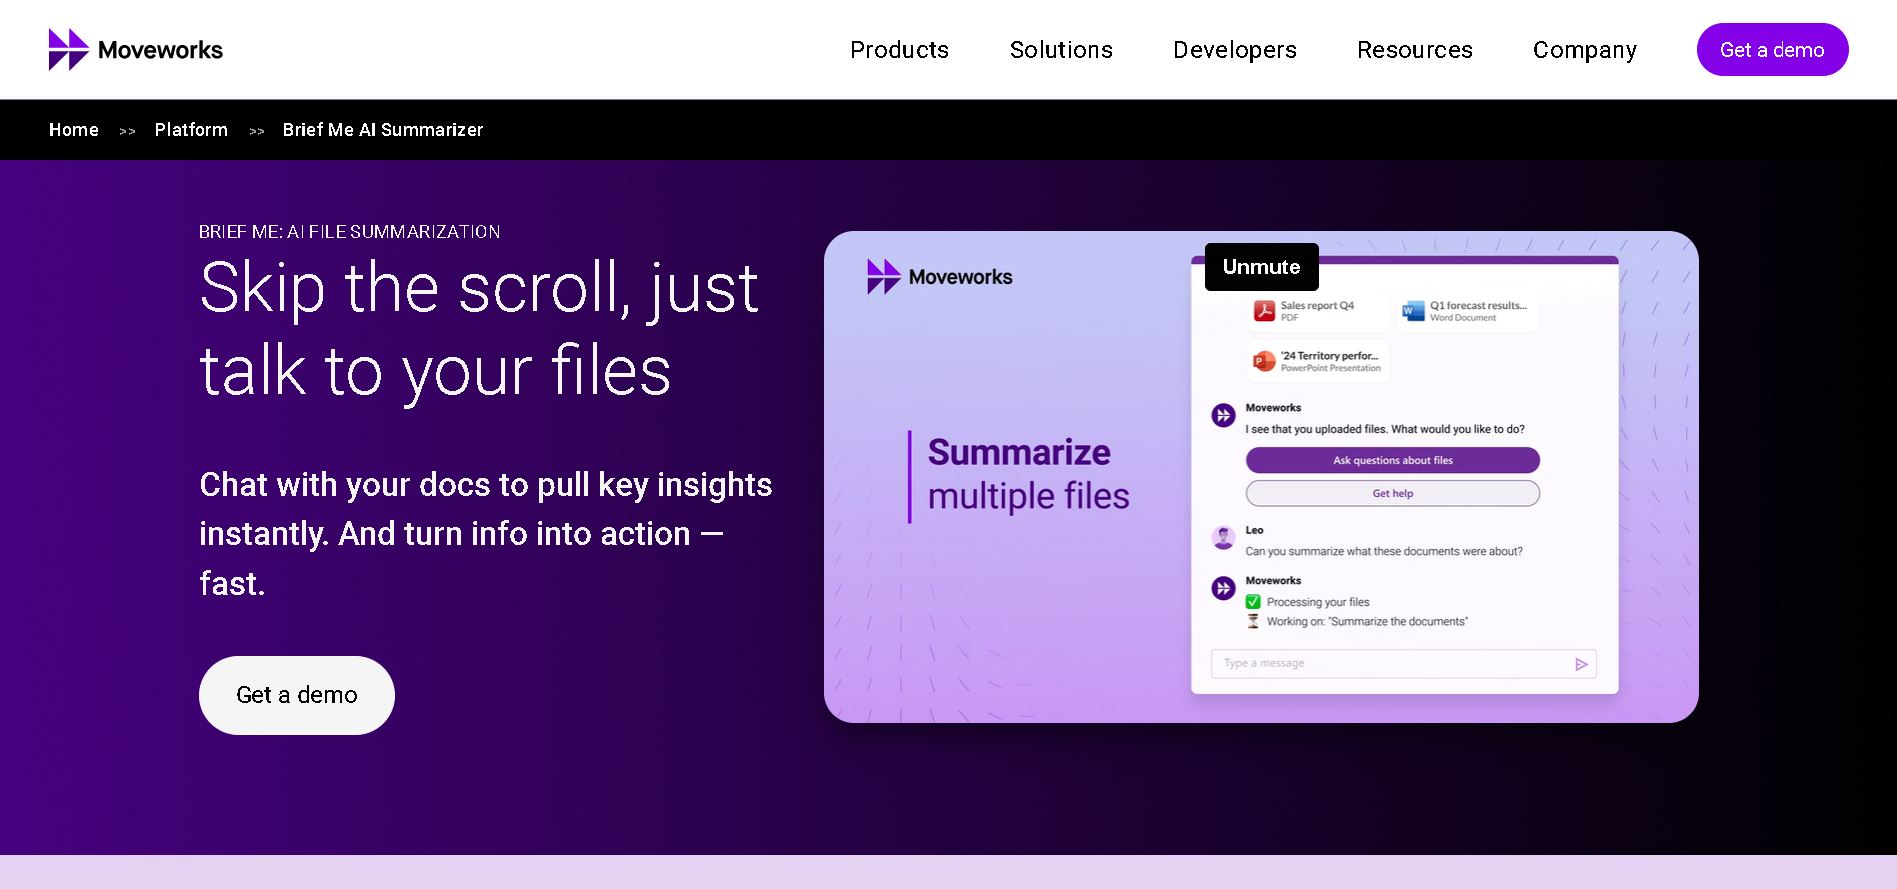 Moveworks
Products Solutions Developers Resources Company Get a demo
Home >> Platform >> Brief Me AI Summarizer
BRIEF ME: AI FILE SUMMARIZATION
Skip the scroll, just
talk to your files
Chat with your docs to pull key insights
instantly. And turn info into action —
fast.
Get a demo
Moveworks
Summarize
multiple files
Unmute
Sales report Q4
PDF
Q1 forecast results...
Word Document
'24 Territory perfor...
PowerPoint Presentation
Moveworks
I see that you uploaded files. What would you like to do?
Ask questions about files
Get help
Leo
Can you summarize what these documents were about?
Moveworks
✅ Processing your files
⏳ Working on: "Summarize the documents"
Type a message